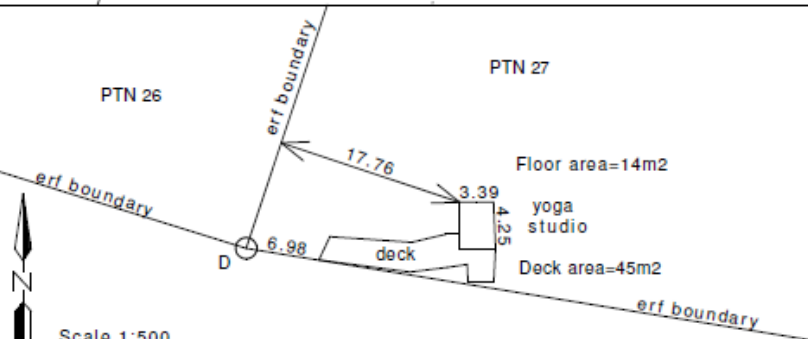 PTN 26
erf boundary
PTN 27
17.76
Floor area=14m2
erf boundary
3.39
4.25
yoga
studio
D
6.98
deck
Deck area=45m2
N
erf boundary
Scale 1:500